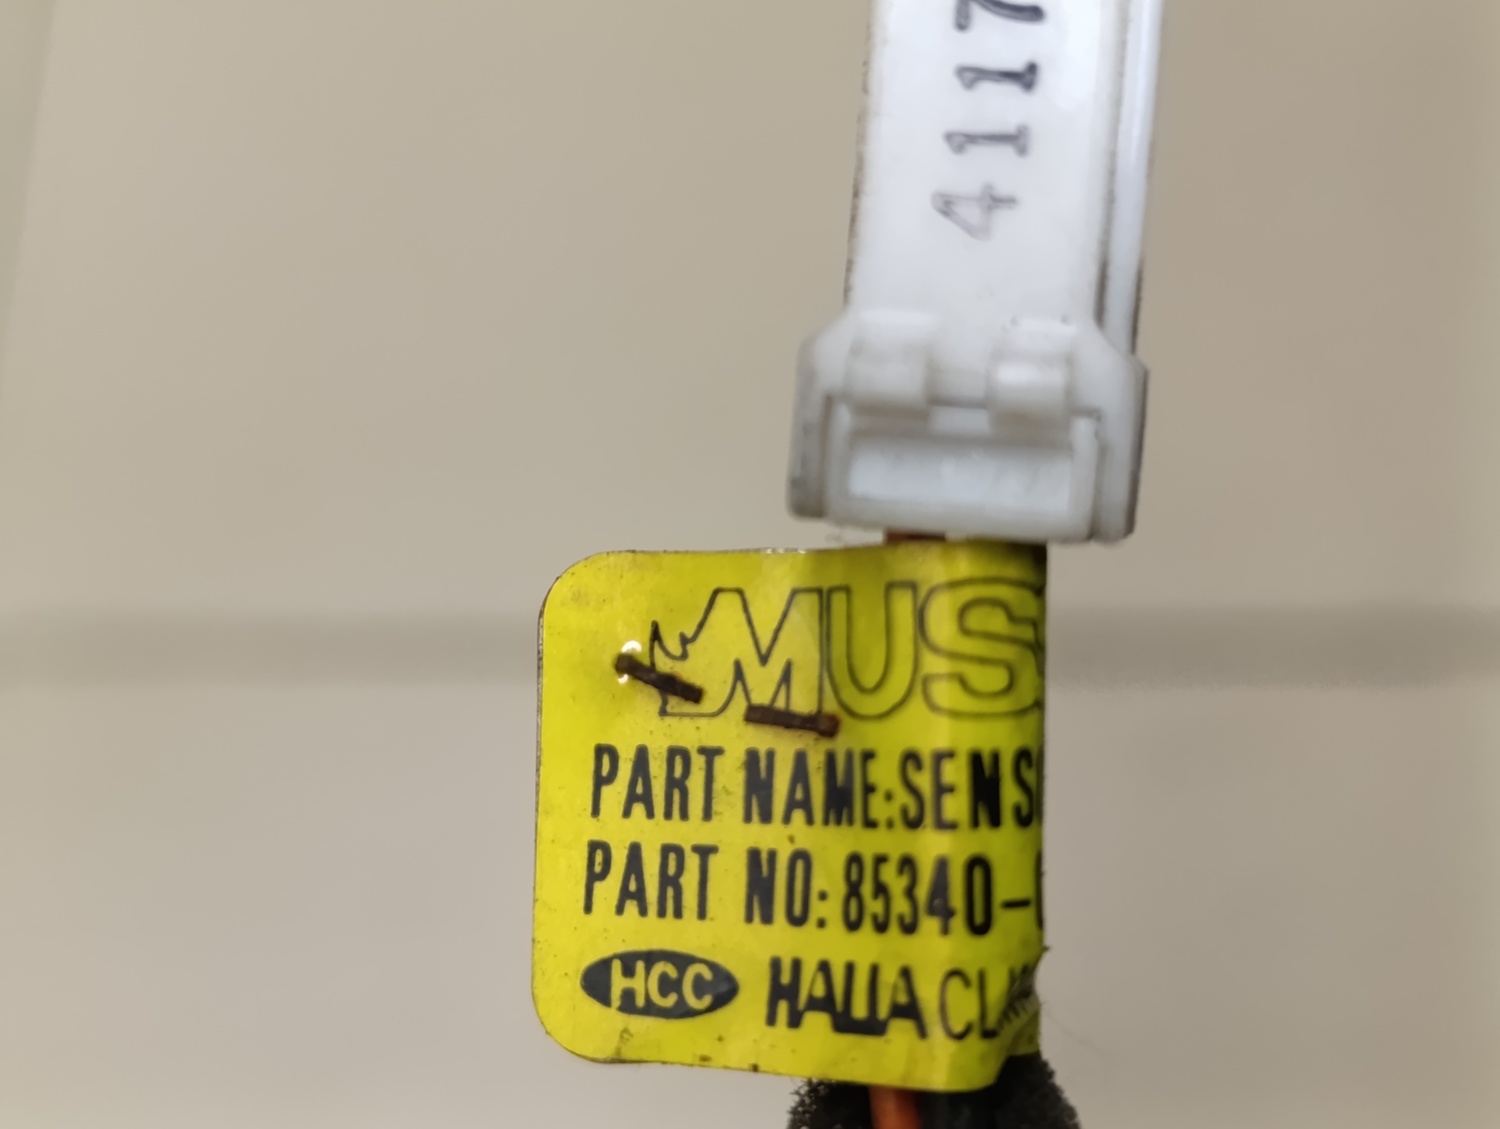 4117
MUS
PART NAME:SENS
PART NO:85340-
HCC HALLA CL